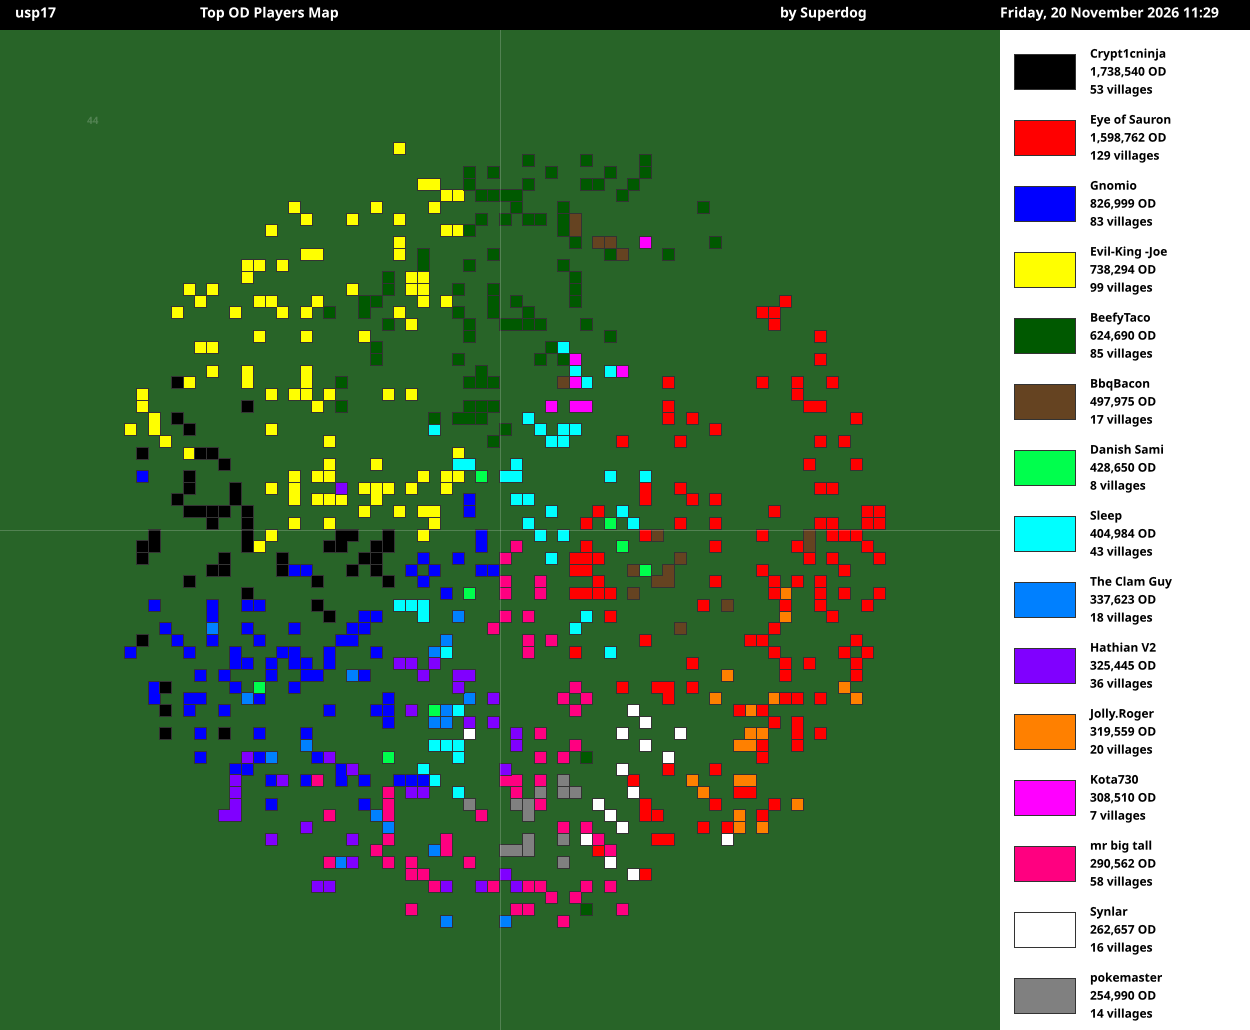 usp17 Top OD Players Map by Superdog Friday, 20 November 2026 11:29
44
Crypt1cninja
1,738,540 OD
53 villages
Eye of Sauron
1,598,762 OD
129 villages
Gnomio
826,999 OD
83 villages
Evil-King -Joe
738,294 OD
99 villages
BeefyTaco
624,690 OD
85 villages
BbqBacon
497,975 OD
17 villages
Danish Sami
428,650 OD
8 villages
Sleep
404,984 OD
43 villages
The Clam Guy
337,623 OD
18 villages
Hathian V2
325,445 OD
36 villages
Jolly.Roger
319,559 OD
20 villages
Kota730
308,510 OD
7 villages
mr big tall
290,562 OD
58 villages
Synlar
262,657 OD
16 villages
pokemaster
254,990 OD
14 villages